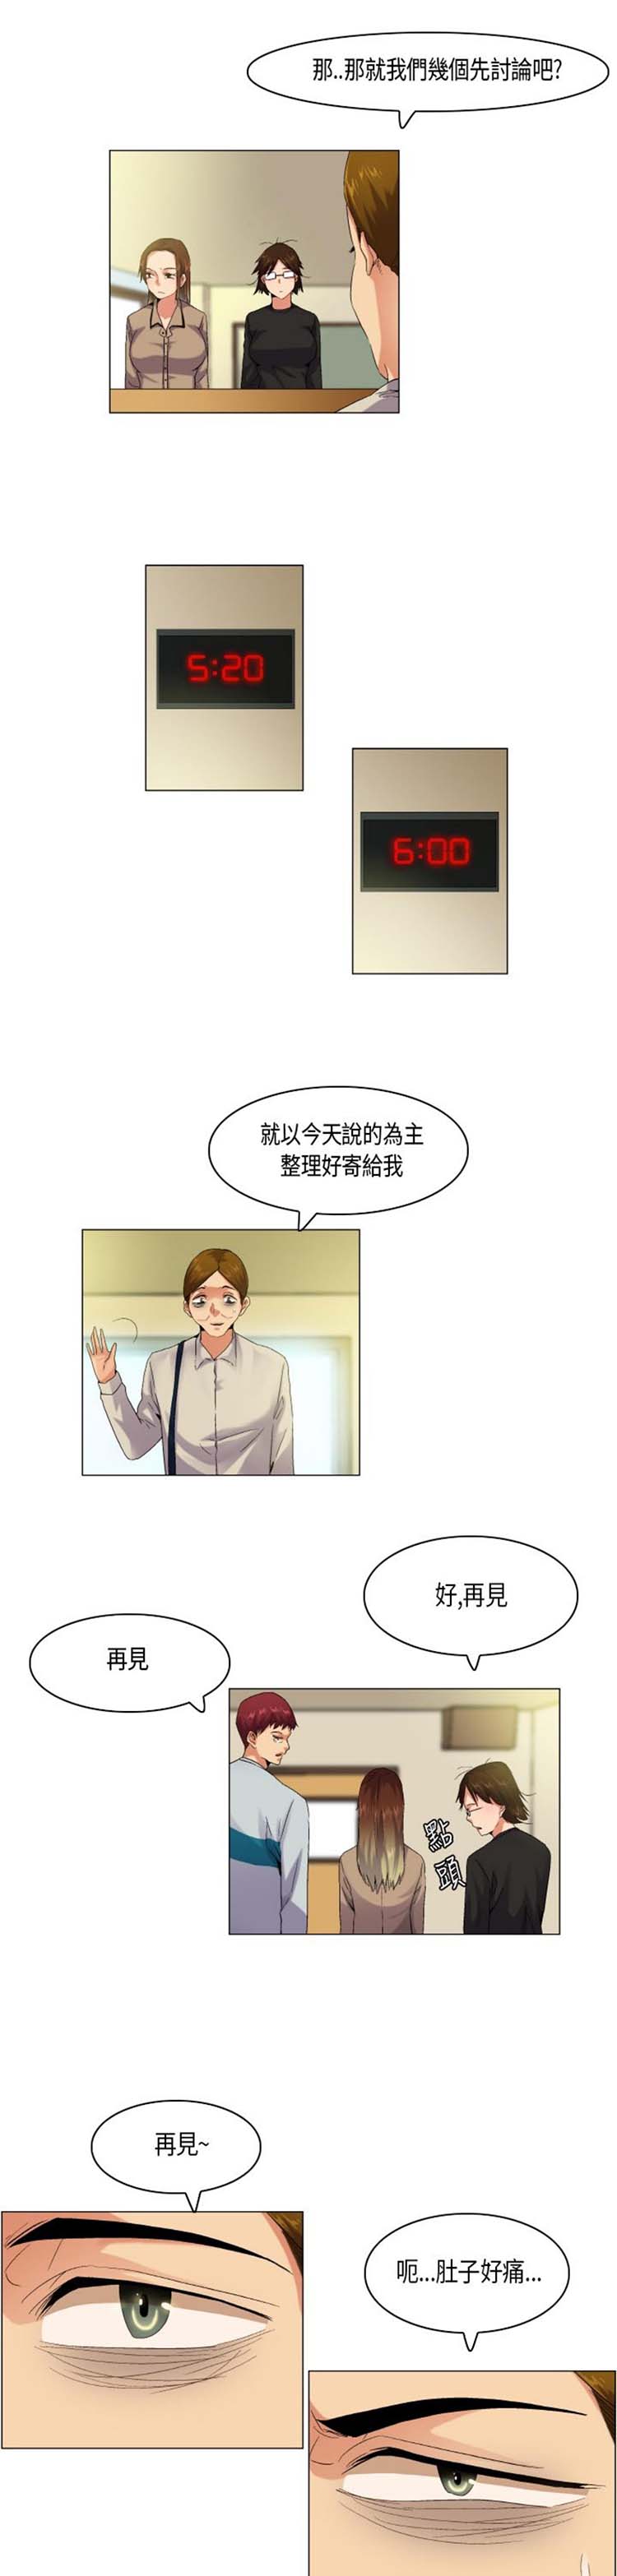 那..那就我們幾個先討論吧?
5:20
6:00
就以今天說的為主
整理好寄給我
好,再見
再見
點
頭
再見~
呃...肚子好痛...